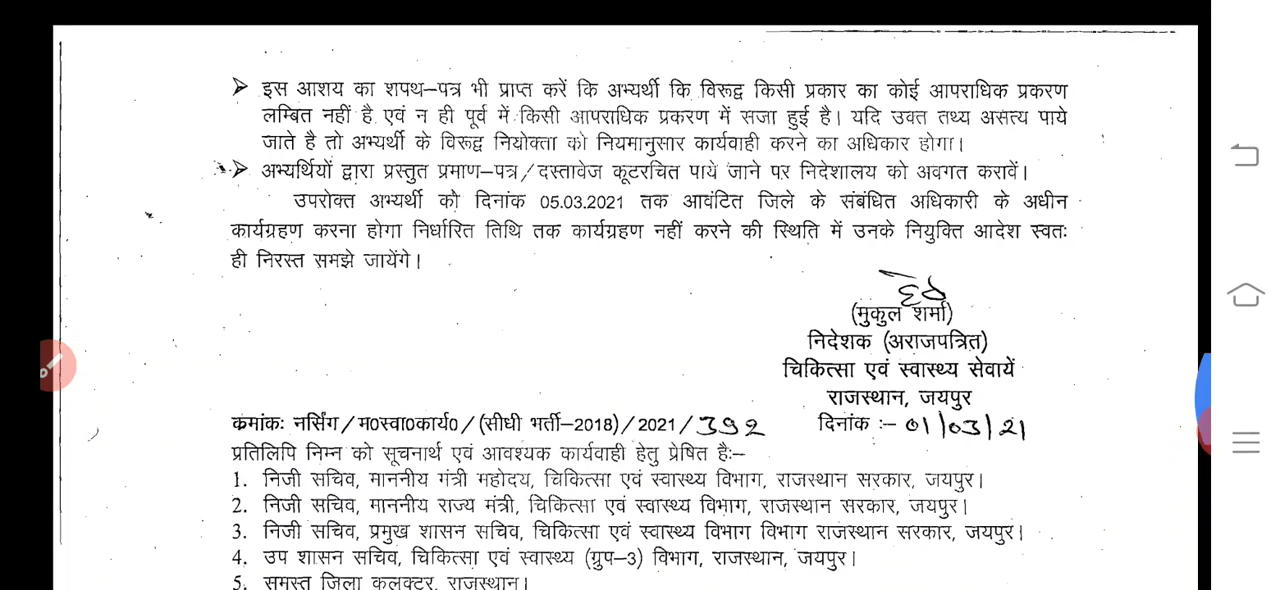 ➢ इस आशय का शपथ–पत्र भी प्राप्त करें कि अभ्यर्थी कि विरूद्व किसी प्रकार का कोई आपराधिक प्रकरण
लम्बित नहीं है एवं न ही पूर्व में किसी आपराधिक प्रकरण में सजा हुई है। यदि उक्त तथ्य असत्य पाये
जाते है तो अभ्यर्थी के विरूद्व नियोक्ता को नियमानुसार कार्यवाही करने का अधिकार होगा।
➢ अभ्यर्थियों द्वारा प्रस्तुत प्रमाण–पत्र/दस्तावेज कूटरचित पाये जाने पर निदेशालय को अवगत करावें।
उपरोक्त अभ्यर्थी को दिनांक 05.03.2021 तक आवंटित जिले के संबंधित अधिकारी के अधीन
कार्यग्रहण करना होगा निर्धारित तिथि तक कार्यग्रहण नहीं करने की स्थिति में उनके नियुक्ति आदेश स्वतः
ही निरस्त समझे जायेंगे।
(मुकुल शर्मा)
निदेशक (अराजपत्रित)
चिकित्सा एवं स्वास्थ्य सेवायें
राजस्थान, जयपुर
कमांकः नर्सिंग/म0स्वा0कार्य0/(सीधी भर्ती–2018)/2021/392 दिनांक :– 01/03/21
प्रतिलिपि निम्न को सूचनार्थ एवं आवश्यक कार्यवाही हेतु प्रेषित हैः–
1. निजी सचिव, माननीय मंत्री महोदय, चिकित्सा एवं स्वास्थ्य विभाग, राजस्थान सरकार, जयपुर।
2. निजी सचिव, माननीय राज्य मंत्री, चिकित्सा एवं स्वास्थ्य विभाग, राजस्थान सरकार, जयपुर।
3. निजी सचिव, प्रमुख शासन सचिव, चिकित्सा एवं स्वास्थ्य विभाग विभाग राजस्थान सरकार, जयपुर।
4. उप शासन सचिव, चिकित्सा एवं स्वास्थ्य (ग्रुप–3) विभाग, राजस्थान, जयपुर।
5. समस्त जिला कलक्टर, राजस्थान।